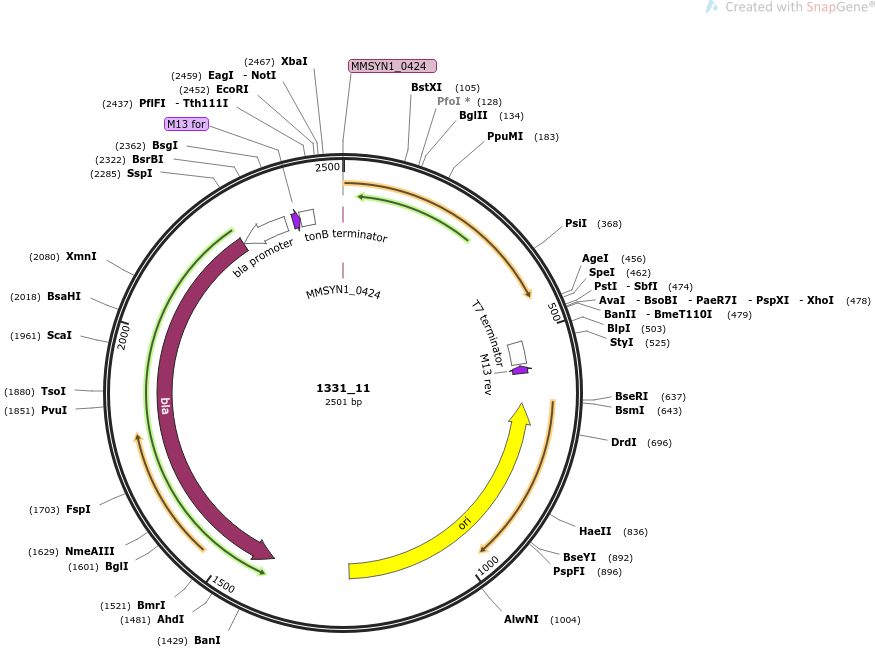 Created with SnapGene®
(2467) XbaI
(2459) EagI - NotI
(2452) EcoRI
(2437) PflFI - Tth111I
M13 for
(2362) BsgI
(2322) BsrBI
(2285) SspI
MMSYN1_0424
BstXI (105)
PfoI * (128)
BglII (134)
PpuMI (183)
PsiI (368)
AgeI (456)
SpeI (462)
PstI - SbfI (474)
AvaI - BsoBI - PaeR7I - PspXI - XhoI (478)
BanII - BmeT110I (479)
BlpI (503)
StyI (525)
BseRI (637)
BsmI (643)
DrdI (696)
HaeII (836)
BseYI (892)
PspFI (896)
AlwNI (1004)
(2080) XmnI
(2018) BsaHI
(1961) ScaI
(1880) TsoI
(1851) PvuI
(1703) FspI
(1629) NmeAIII
(1601) BglI
(1521) BmrI
(1481) AhdI
(1429) BanI
2500
500
1000
1500
2000
tonB terminator
bla promoter
MMSYN1_0424
T7 terminator
M13 rev
bla
ori
1331_11
2501 bp